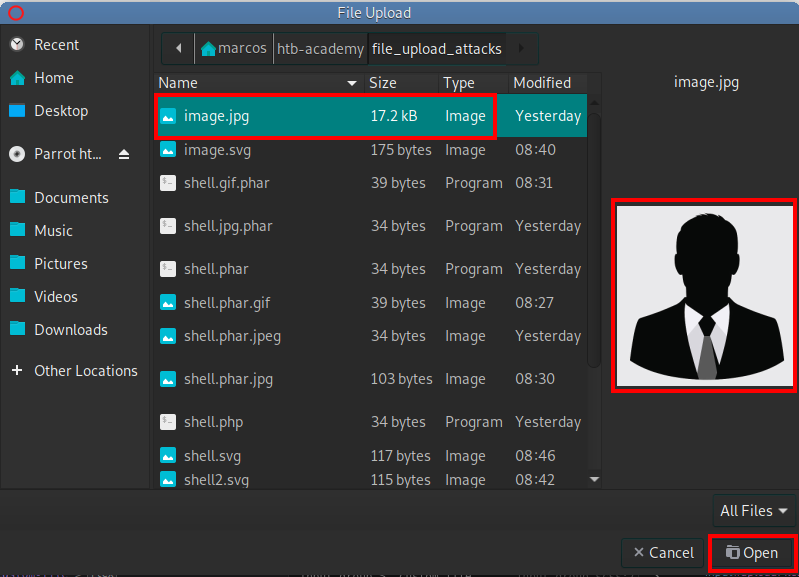 File Upload
Recent
Home
Desktop
Parrot ht...
Documents
Music
Pictures
Videos
Downloads
Other Locations
marcos htb-academy file_upload_attacks
Name Size Type Modified
image.jpg 17.2 kB Image Yesterday
image.svg 175 bytes Image 08:40
shell.gif.phar 39 bytes Program 08:31
shell.jpg.phar 34 bytes Program Yesterday
shell.phar 34 bytes Program Yesterday
shell.phar.gif 39 bytes Image 08:27
shell.phar.jpeg 34 bytes Image Yesterday
shell.phar.jpg 103 bytes Image 08:30
shell.php 34 bytes Program Yesterday
shell.svg 117 bytes Image 08:46
shell2.svg 115 bytes Image 08:42
image.jpg
All Files
Cancel Open